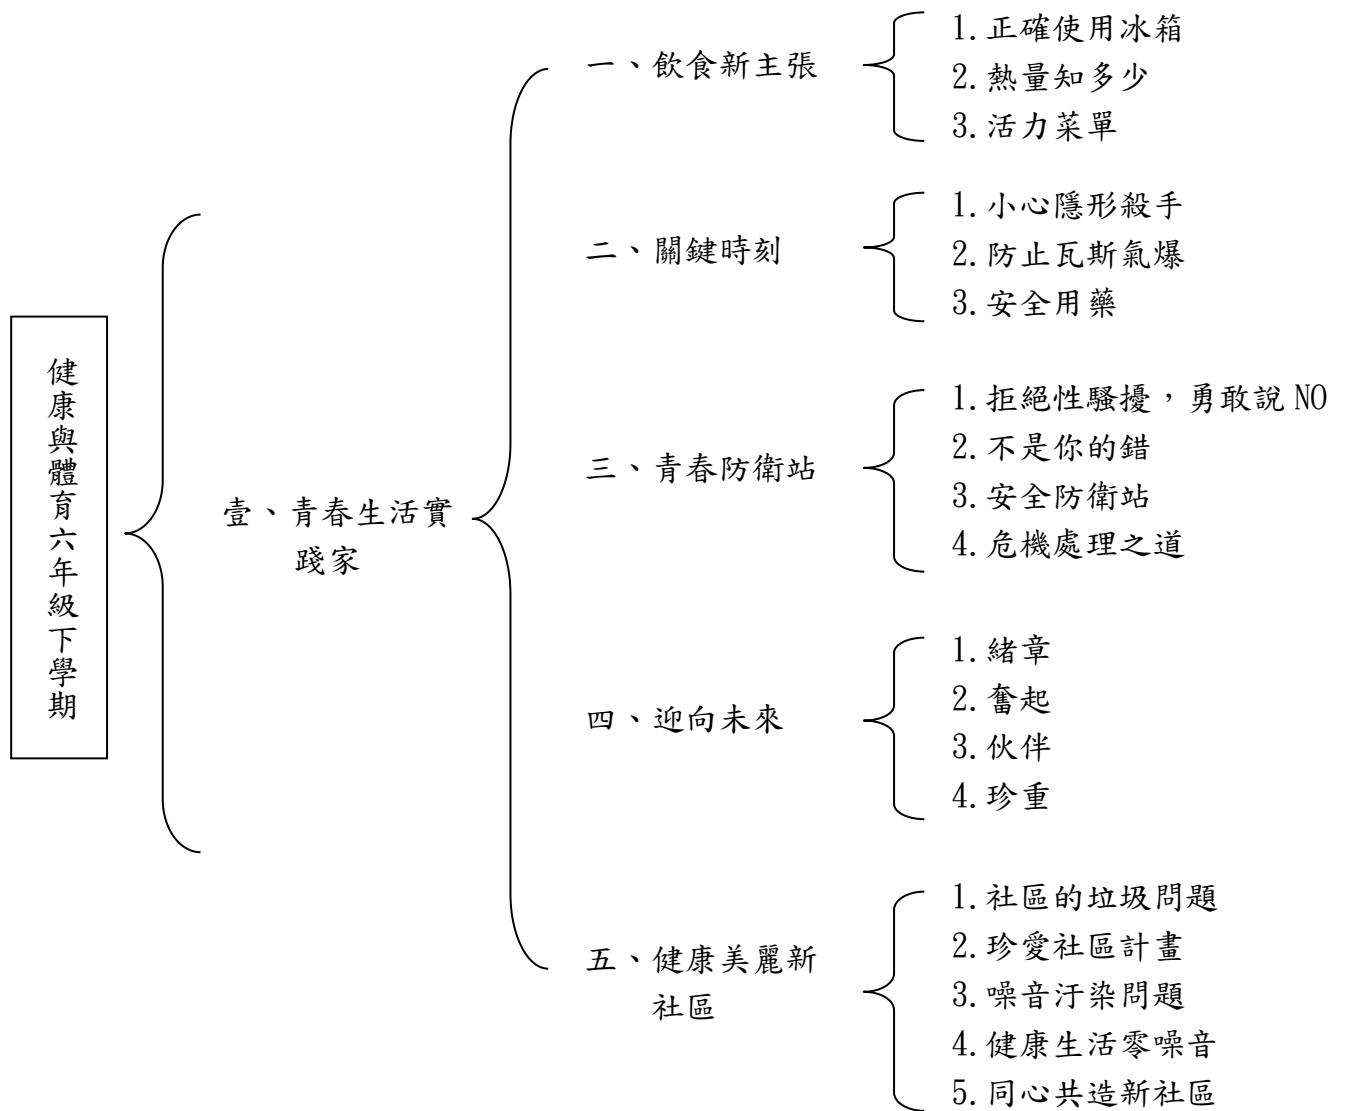 健康與體育六年級下學期
壹、青春生活實
踐家
一、飲食新主張
1.正確使用冰箱
2.熱量知多少
3.活力菜單
二、關鍵時刻
1.小心隱形殺手
2.防止瓦斯氣爆
3.安全用藥
三、青春防衛站
1.拒絕性騷擾，勇敢說 NO
2.不是你的錯
3.安全防衛站
4.危機處理之道
四、迎向未來
1.緒章
2.奮起
3.伙伴
4.珍重
五、健康美麗新
社區
1.社區的垃圾問題
2.珍愛社區計畫
3.噪音汙染問題
4.健康生活零噪音
5.同心共造新社區